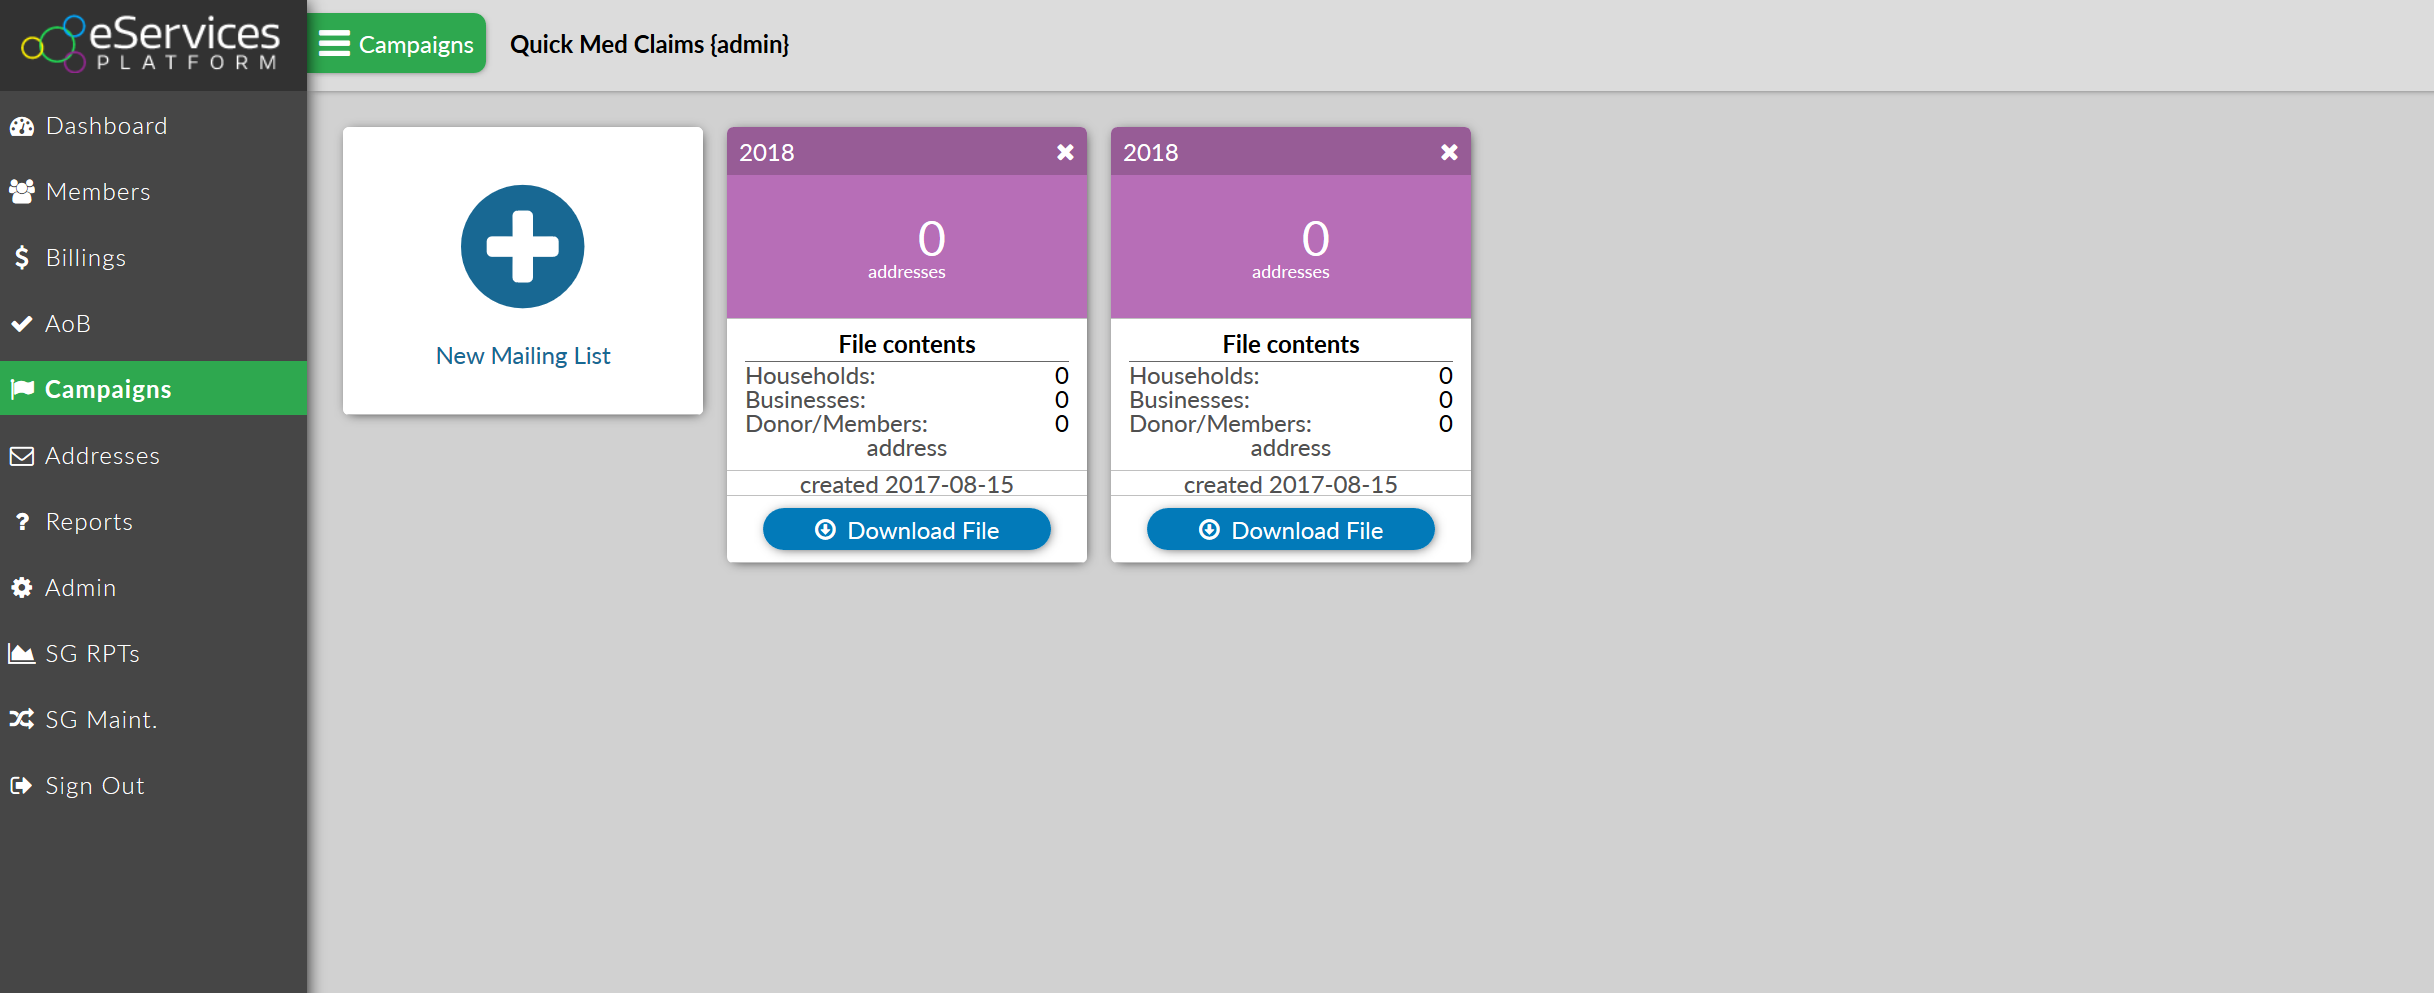 eServices
PLATFORM
Campaigns
Quick Med Claims {admin}
Dashboard
Members
Billings
AoB
Campaigns
Addresses
Reports
Admin
SG RPTs
SG Maint.
Sign Out
New Mailing List
2018
0
addresses
File contents
Households: 0
Businesses: 0
Donor/Members: 0
address
created 2017-08-15
Download File
2018
0
addresses
File contents
Households: 0
Businesses: 0
Donor/Members: 0
address
created 2017-08-15
Download File